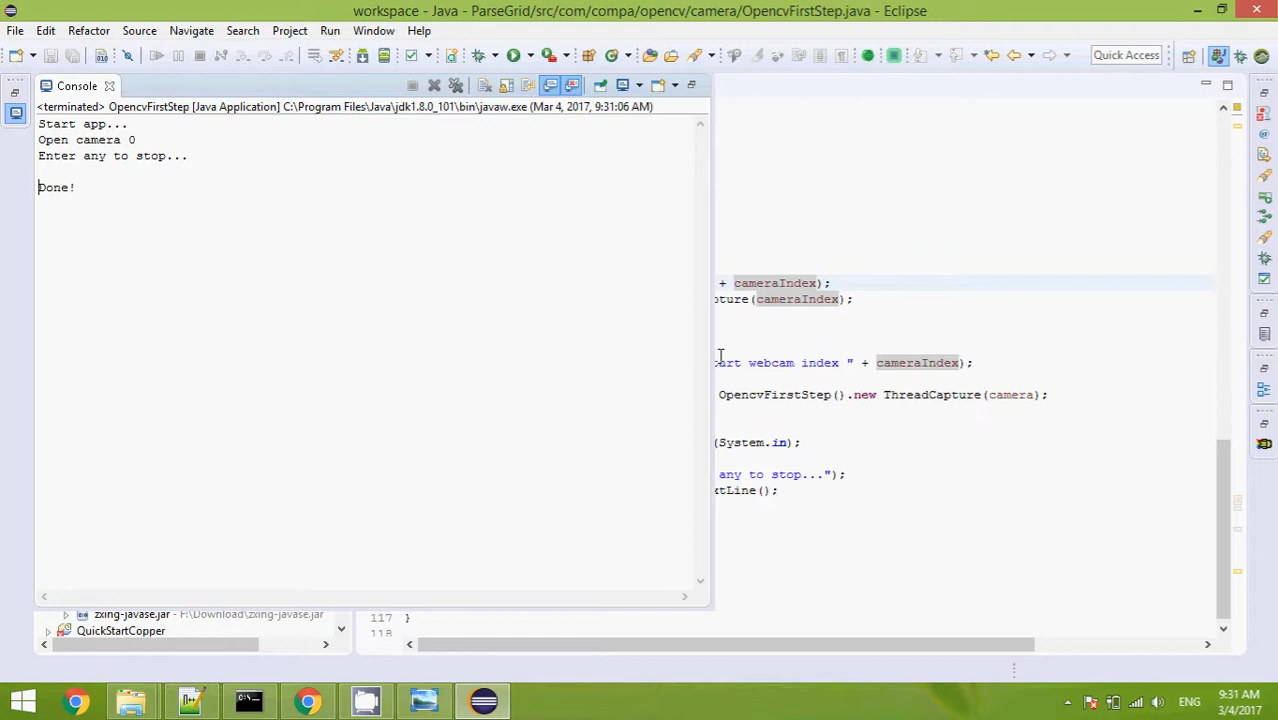 workspace - Java - ParseGrid/src/com/compa/opencv/camera/OpencvFirstStep.java - Eclipse
File Edit Refactor Source Navigate Search Project Run Window Help
Quick Access
Console
<terminated> OpencvFirstStep [Java Application] C:\Program Files\Java\jdk1.8.0_101\bin\javaw.exe (Mar 4, 2017, 9:31:06 AM)
Start app...
Open camera 0
Enter any to stop...
Done!
+ cameraIndex);
pture(cameraIndex);
art webcam index " + cameraIndex);
OpencvFirstStep().new ThreadCapture(camera);
(System.in);
any to stop...");
xtLine();
zxing-javase.jar - F:\Download\zxing-javase.jar
117 }
QuickStartCopper
118
ENG
9:31 AM
3/4/2017